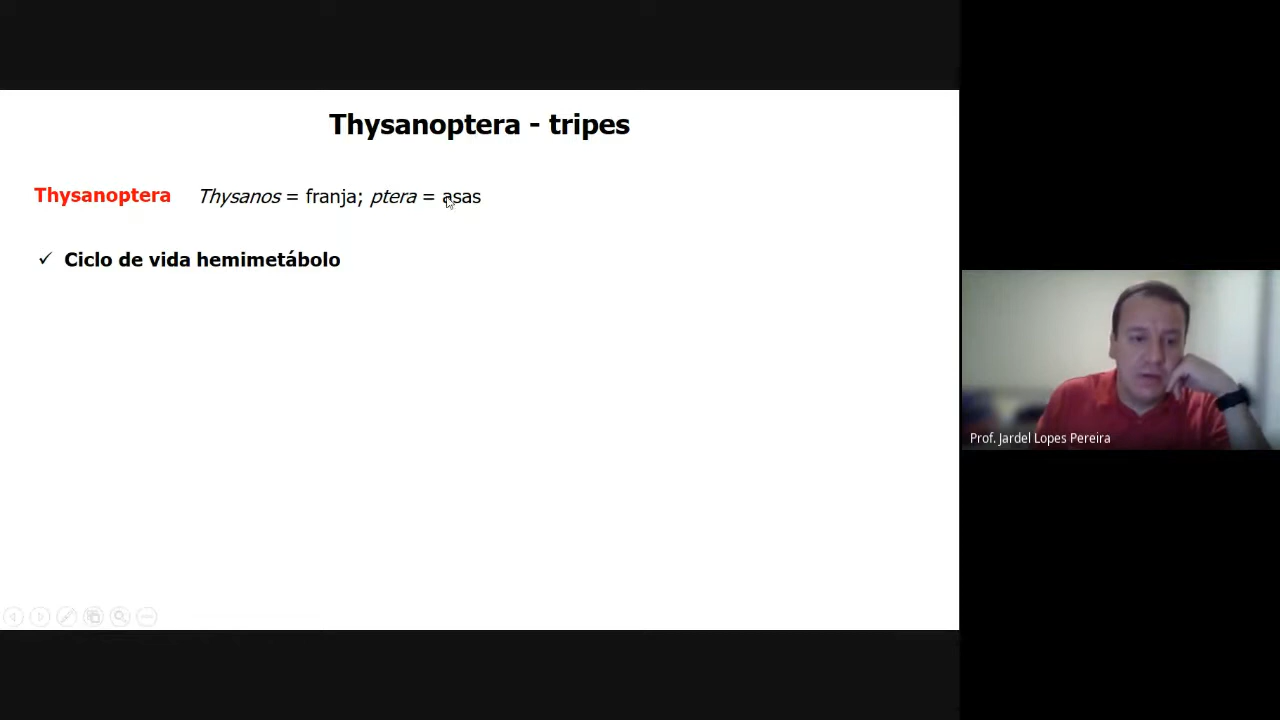 Thysanoptera - tripes
Thysanoptera Thysanos = franja; ptera = asas
✓ Ciclo de vida hemimetábolo
Prof. Jardel Lopes Pereira